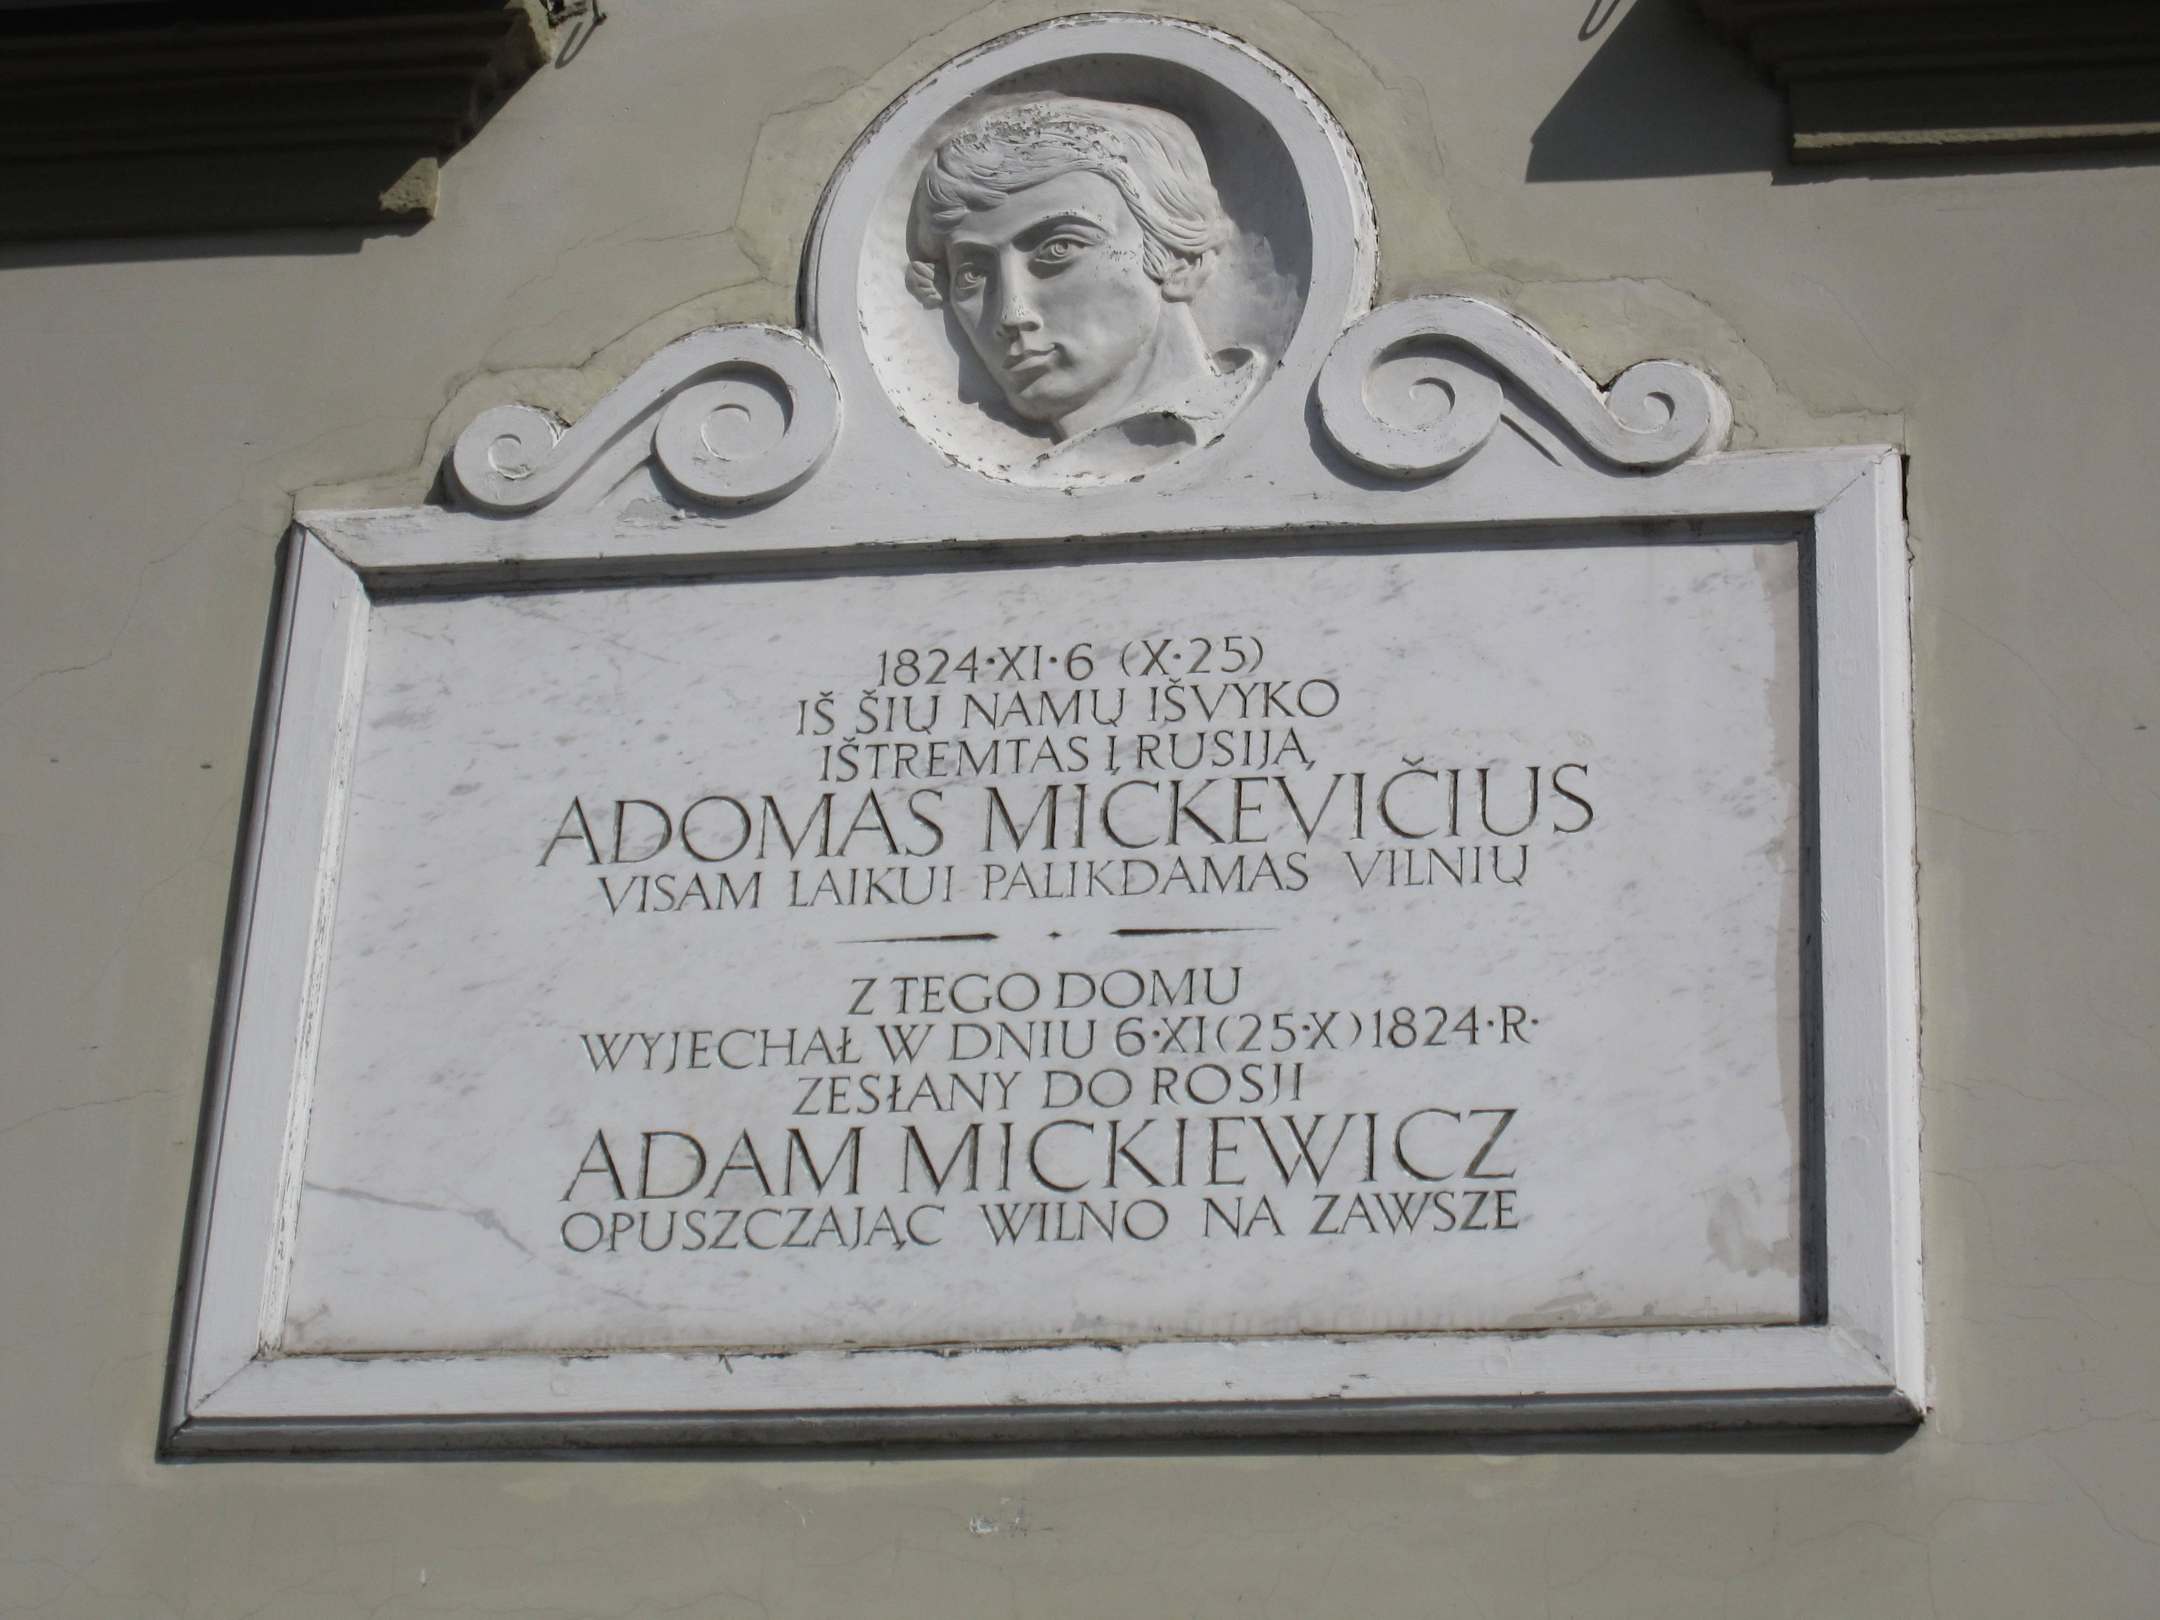 1824·XI·6 (X·25)
IŠ ŠIŲ NAMŲ IŠVYKO
IŠTREMTAS Į RUSIJĄ
ADOMAS MICKEVIČIUS
VISAM LAIKUI PALIKDAMAS VILNIŲ
Z TEGO DOMU
WYJECHAŁ W DNIU 6·XI(25·X)1824·R·
ZESŁANY DO ROSJI
ADAM MICKIEWICZ
OPUSZCZAJĄC WILNO NA ZAWSZE